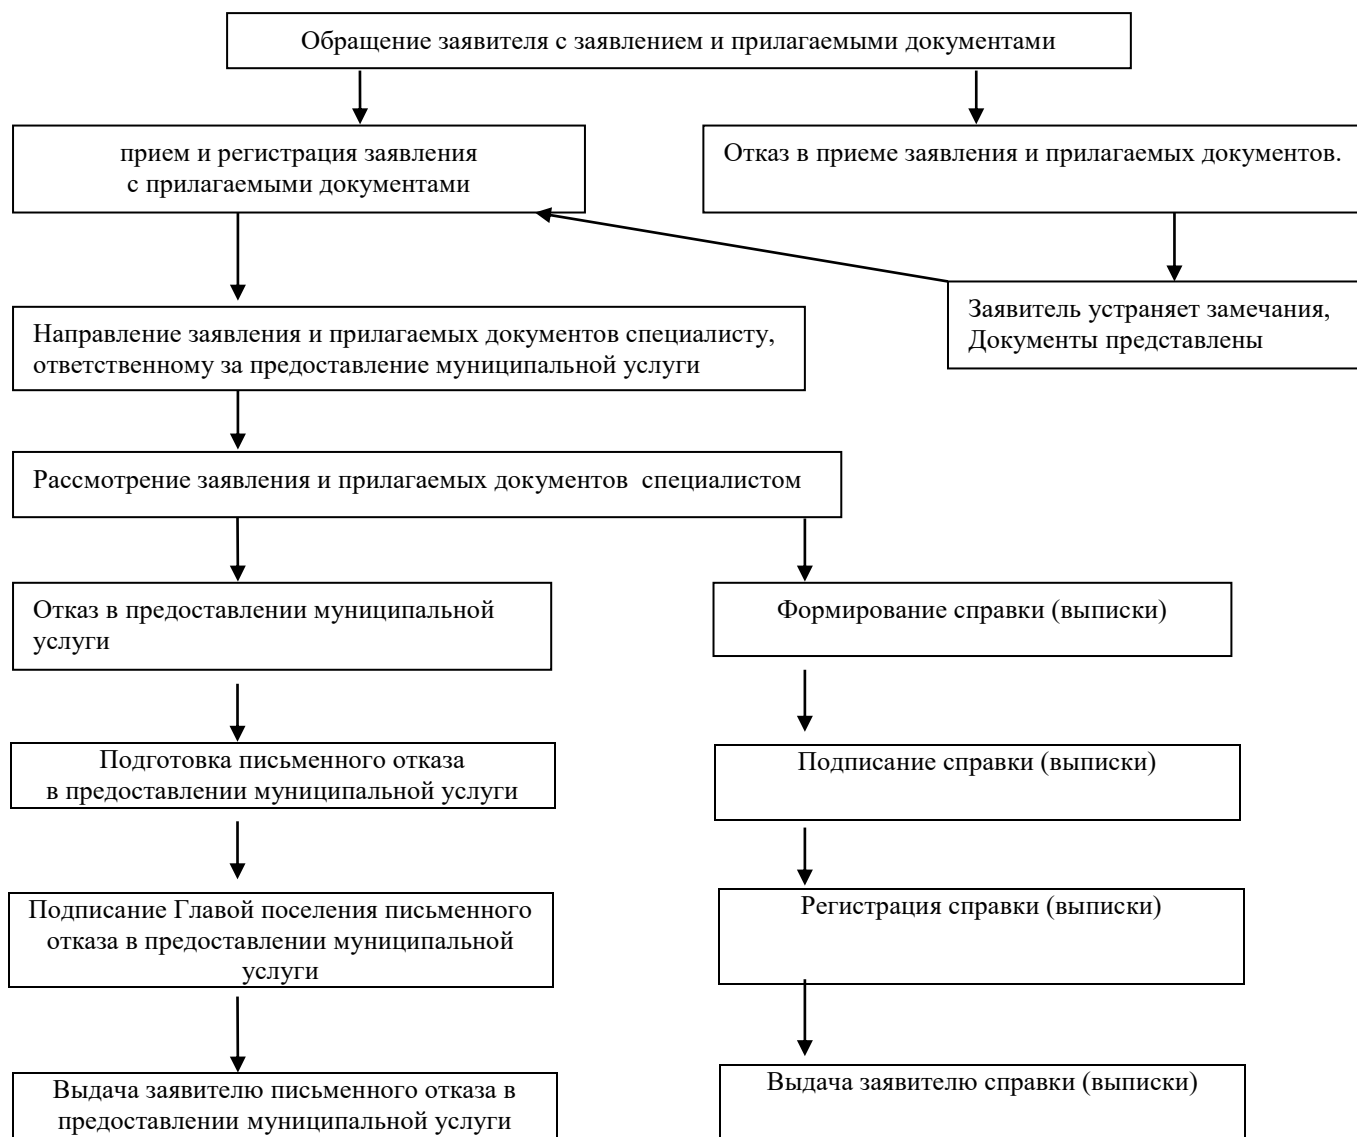 Обращение заявителя с заявлением и прилагаемыми документами
прием и регистрация заявления
с прилагаемыми документами
Отказ в приеме заявления и прилагаемых документов.
Заявитель устраняет замечания,
Документы представлены
Направление заявления и прилагаемых документов специалисту,
ответственному за предоставление муниципальной услуги
Рассмотрение заявления и прилагаемых документов специалистом
Отказ в предоставлении муниципальной
услуги
Формирование справки (выписки)
Подготовка письменного отказа
в предоставлении муниципальной услуги
Подписание справки (выписки)
Подписание Главой поселения письменного
отказа в предоставлении муниципальной
услуги
Регистрация справки (выписки)
Выдача заявителю письменного отказа в
предоставлении муниципальной услуги
Выдача заявителю справки (выписки)